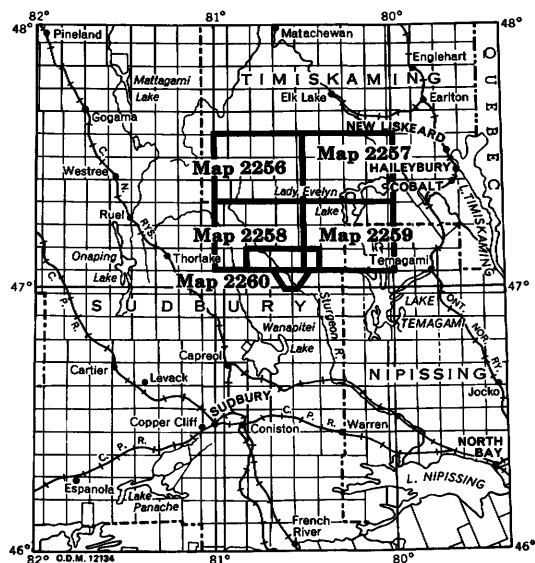 48°
82°
81°
80°
48°
Pineland
Matachewan
Englehart
QUEBEC
Mattagami
Lake
TIMISKAMING
Elk Lake
Earlton
Gogama
NEW LISKEARD
Map 2256
Map 2257
HAILEYBURY
COBALT
Westree
C.
N.
RYS.
Lady Evelyn
Lake
L. TIMISKAMING
Ruel
Onaping
Lake
Map 2258
Map 2259
Thorlake
Temagami
Map 2260
47°
47°
SUDBURY
LAKE
TEMAGAMI
ONT.
NOR.
RY.
C.
P.
R.
Wanapitei
Lake
Sturgeon R.
Capreol
Cartier
Levack
NIPISSING
Jocko
SUDBURY
Copper Cliff
C.
P.
R.
Coniston
Warren
C. P. R.
NORTH
BAY
Espanola
Lake
Panache
L. NIPISSING
French
River
46°
82°
81°
80°
46°
O.D.M. 12134